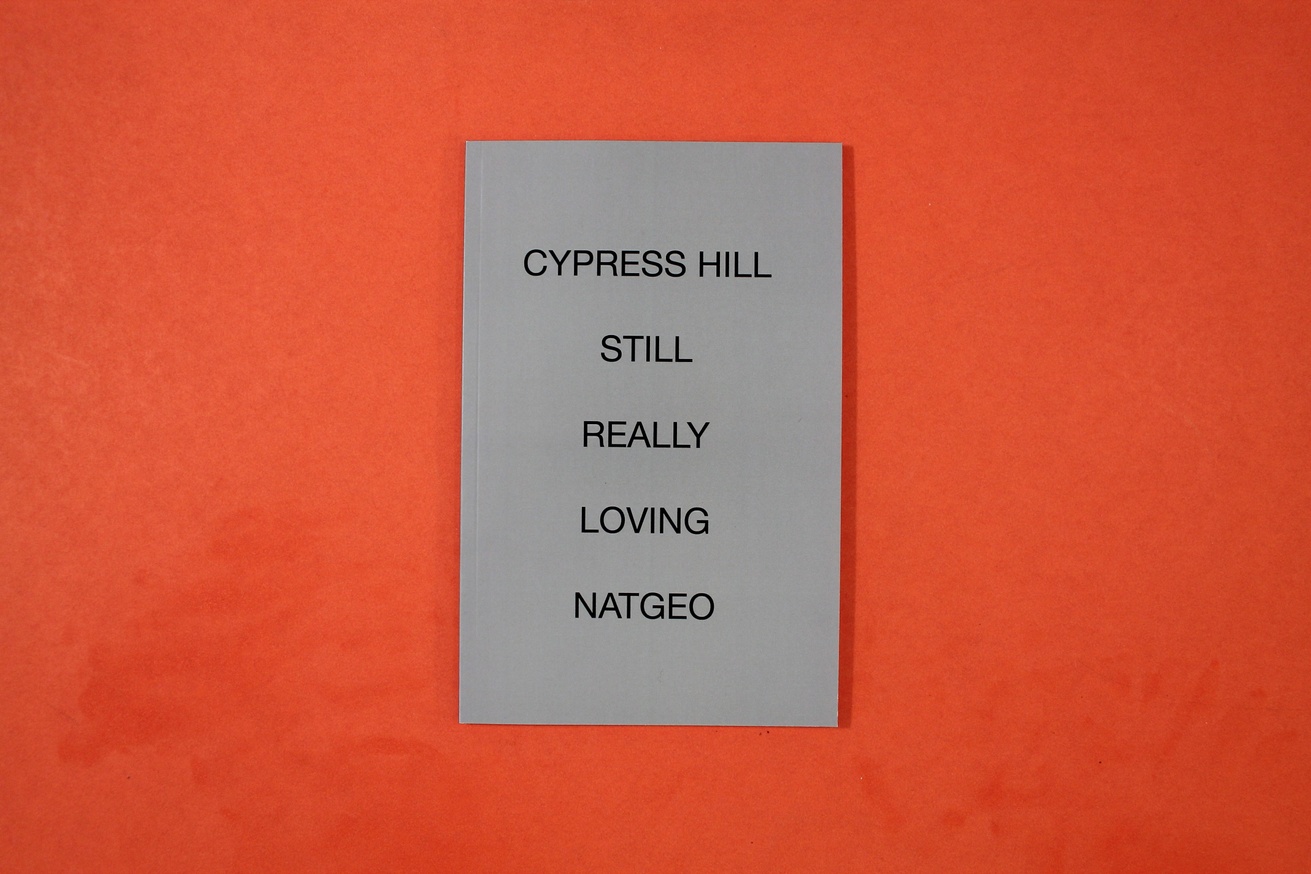 CYPRESS HILL
STILL
REALLY
LOVING
NATGEO